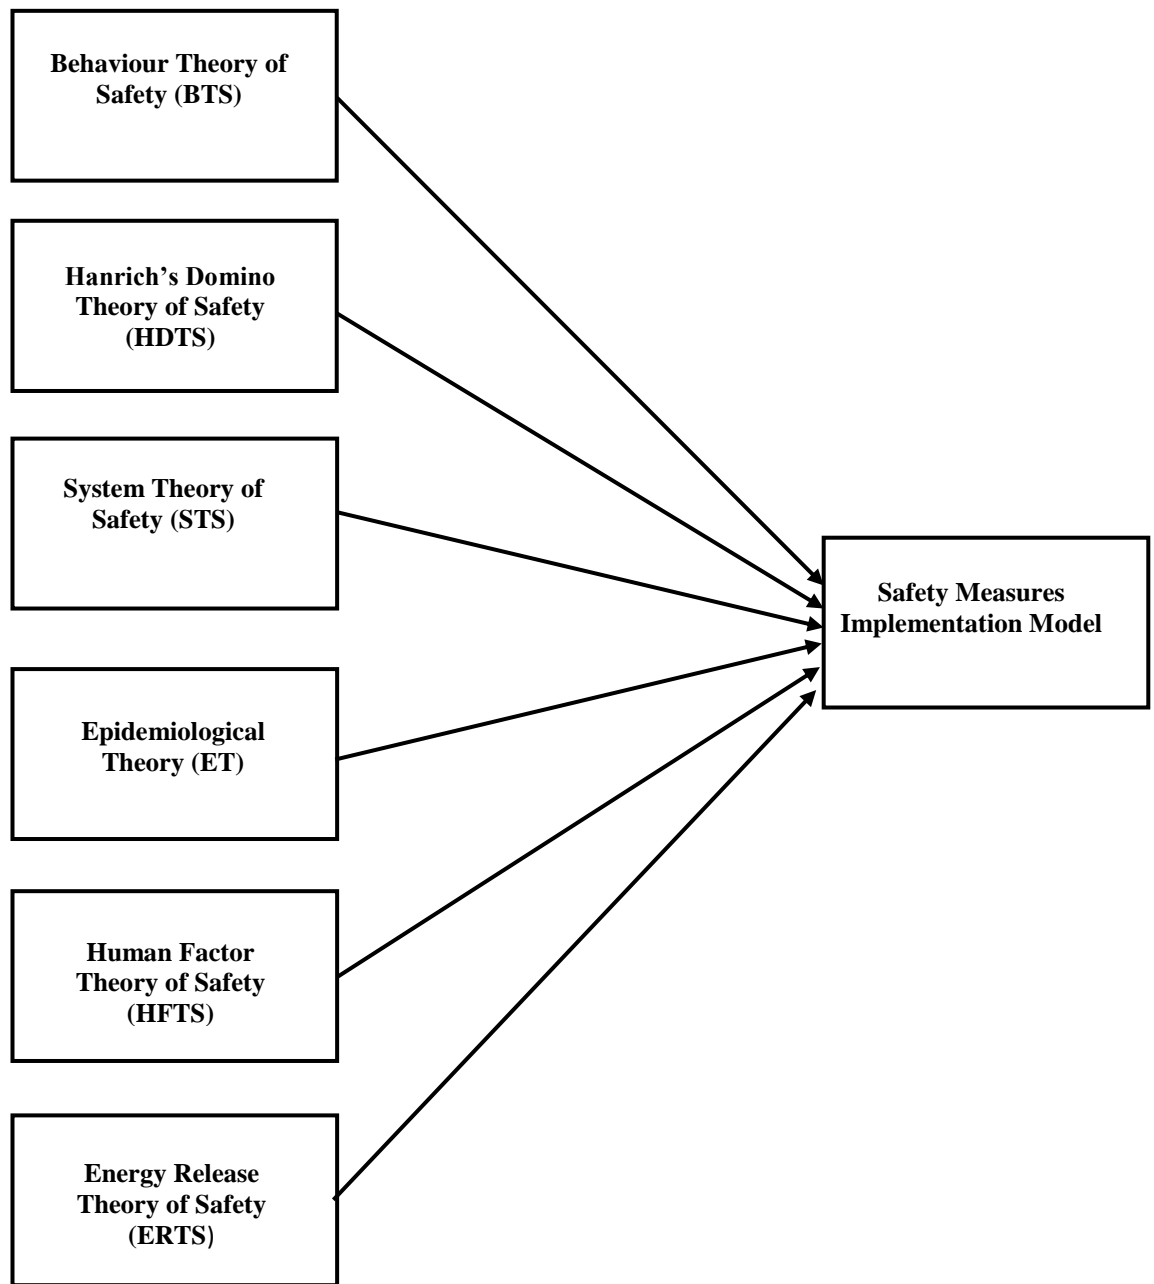 Behaviour Theory of
Safety (BTS)
Hanrich’s Domino
Theory of Safety
(HDTS)
System Theory of
Safety (STS)
Safety Measures
Implementation Model
Epidemiological
Theory (ET)
Human Factor
Theory of Safety
(HFTS)
Energy Release
Theory of Safety
(ERTS)